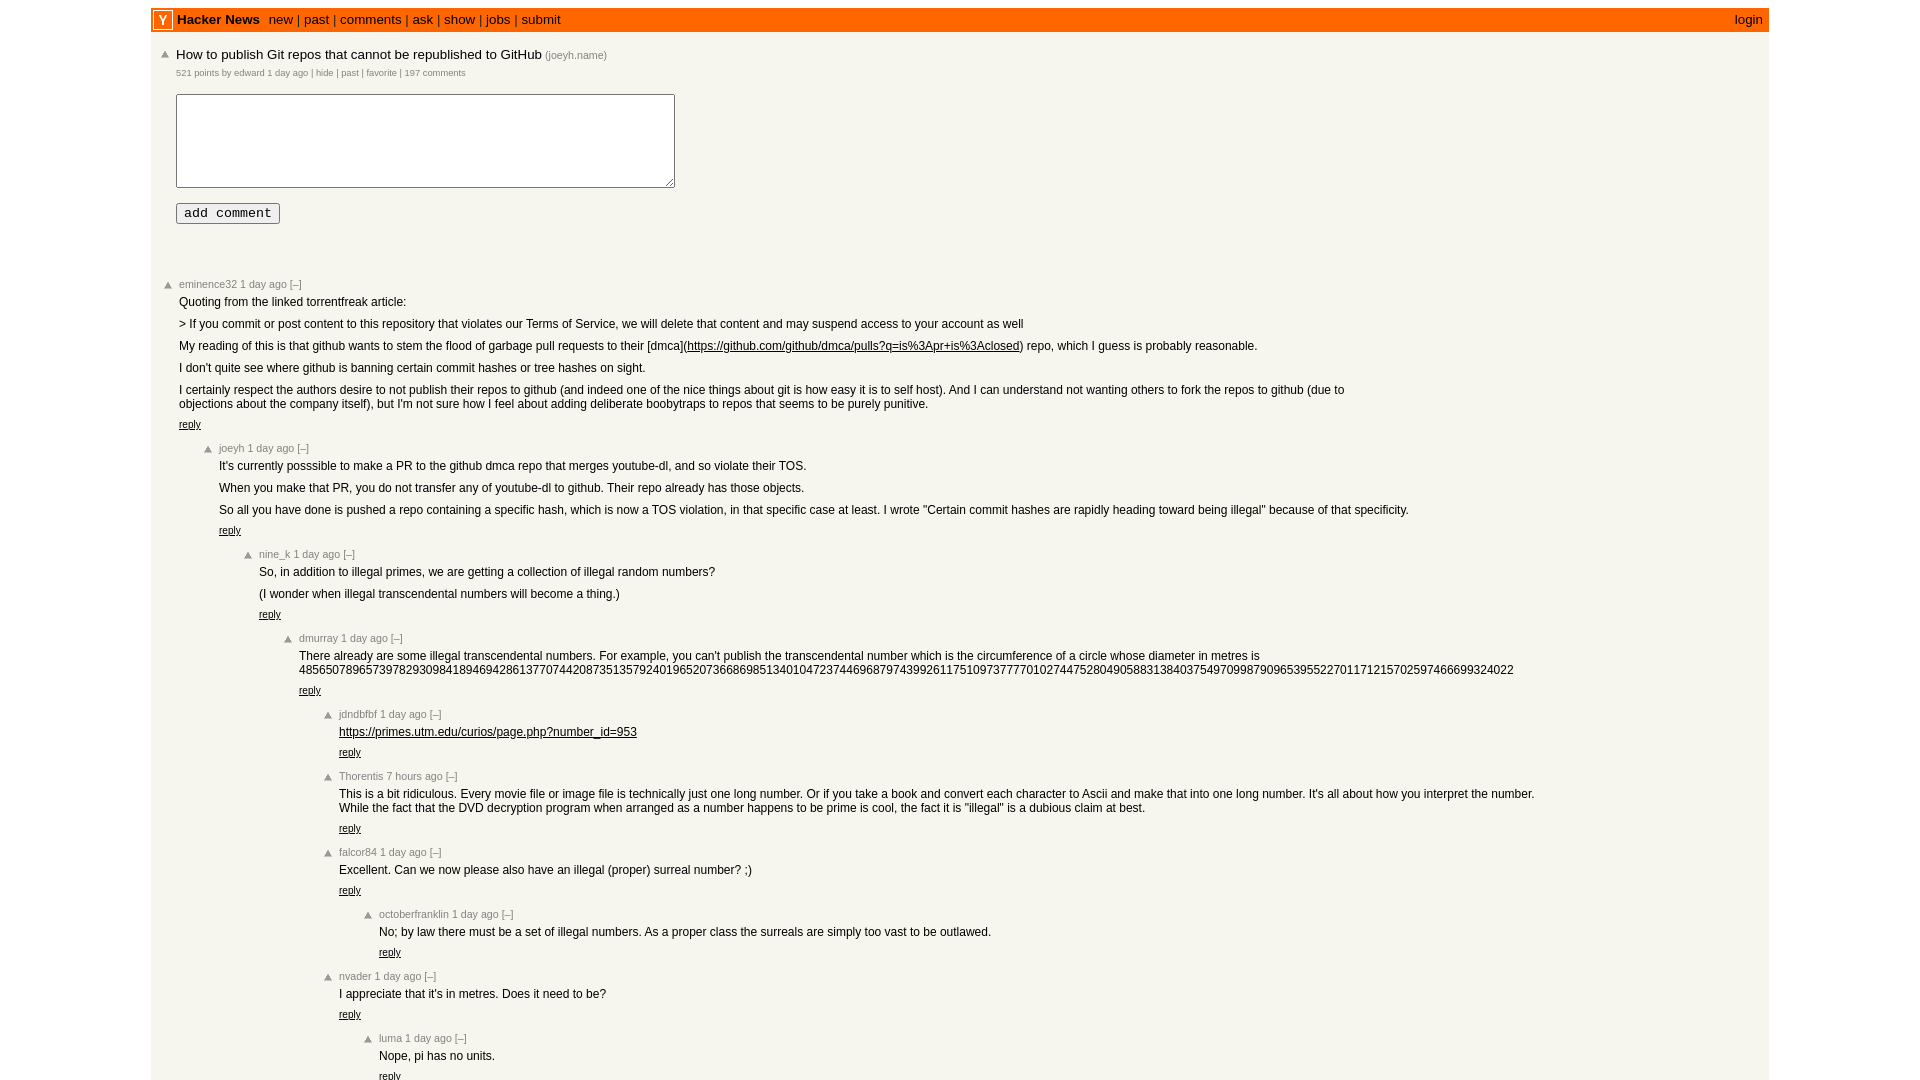 Y Hacker News new | past | comments | ask | show | jobs | submit login
How to publish Git repos that cannot be republished to GitHub (joeyh.name)
521 points by edward 1 day ago | hide | past | favorite | 197 comments
add comment
eminence32 1 day ago [–]
Quoting from the linked torrentfreak article:
> If you commit or post content to this repository that violates our Terms of Service, we will delete that content and may suspend access to your account as well
My reading of this is that github wants to stem the flood of garbage pull requests to their [dmca](https://github.com/github/dmca/pulls?q=is%3Apr+is%3Aclosed) repo, which I guess is probably reasonable.
I don't quite see where github is banning certain commit hashes or tree hashes on sight.
I certainly respect the authors desire to not publish their repos to github (and indeed one of the nice things about git is how easy it is to self host). And I can understand not wanting others to fork the repos to github (due to
objections about the company itself), but I'm not sure how I feel about adding deliberate boobytraps to repos that seems to be purely punitive.
reply
joeyh 1 day ago [–]
It's currently posssible to make a PR to the github dmca repo that merges youtube-dl, and so violate their TOS.
When you make that PR, you do not transfer any of youtube-dl to github. Their repo already has those objects.
So all you have done is pushed a repo containing a specific hash, which is now a TOS violation, in that specific case at least. I wrote "Certain commit hashes are rapidly heading toward being illegal" because of that specificity.
reply
nine_k 1 day ago [–]
So, in addition to illegal primes, we are getting a collection of illegal random numbers?
(I wonder when illegal transcendental numbers will become a thing.)
reply
dmurray 1 day ago [–]
There already are some illegal transcendental numbers. For example, you can't publish the transcendental number which is the circumference of a circle whose diameter in metres is
485650789657397829309841894694286137707442087351357924019652073668698513401047237446968797439926117510973777701027447528049058831384037549709987909653955227011712157025974666993240​22
reply
jdndbfbf 1 day ago [–]
https://primes.utm.edu/curios/page.php?number_id=953
reply
Thorentis 7 hours ago [–]
This is a bit ridiculous. Every movie file or image file is technically just one long number. Or if you take a book and convert each character to Ascii and make that into one long number. It's all about how you interpret the number.
While the fact that the DVD decryption program when arranged as a number happens to be prime is cool, the fact it is "illegal" is a dubious claim at best.
reply
falcor84 1 day ago [–]
Excellent. Can we now please also have an illegal (proper) surreal number? ;)
reply
octoberfranklin 1 day ago [–]
No; by law there must be a set of illegal numbers. As a proper class the surreals are simply too vast to be outlawed.
reply
nvader 1 day ago [–]
I appreciate that it's in metres. Does it need to be?
reply
luma 1 day ago [–]
Nope, pi has no units.
reply